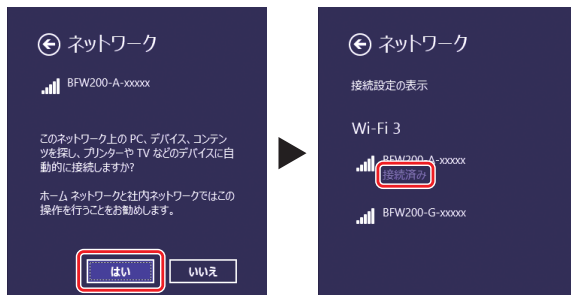 ネットワーク
BFW200-A-xxxxx
このネットワーク上の PC、デバイス、コンテン
ツを探し、プリンターや TV などのデバイスに自
動的に接続しますか?
ホーム ネットワークと社内ネットワークではこの
操作を行うことをお勧めします。
はい
いいえ
ネットワーク
接続設定の表示
Wi-Fi 3
BFW200-A-xxxxx
接続済み
BFW200-G-xxxxx